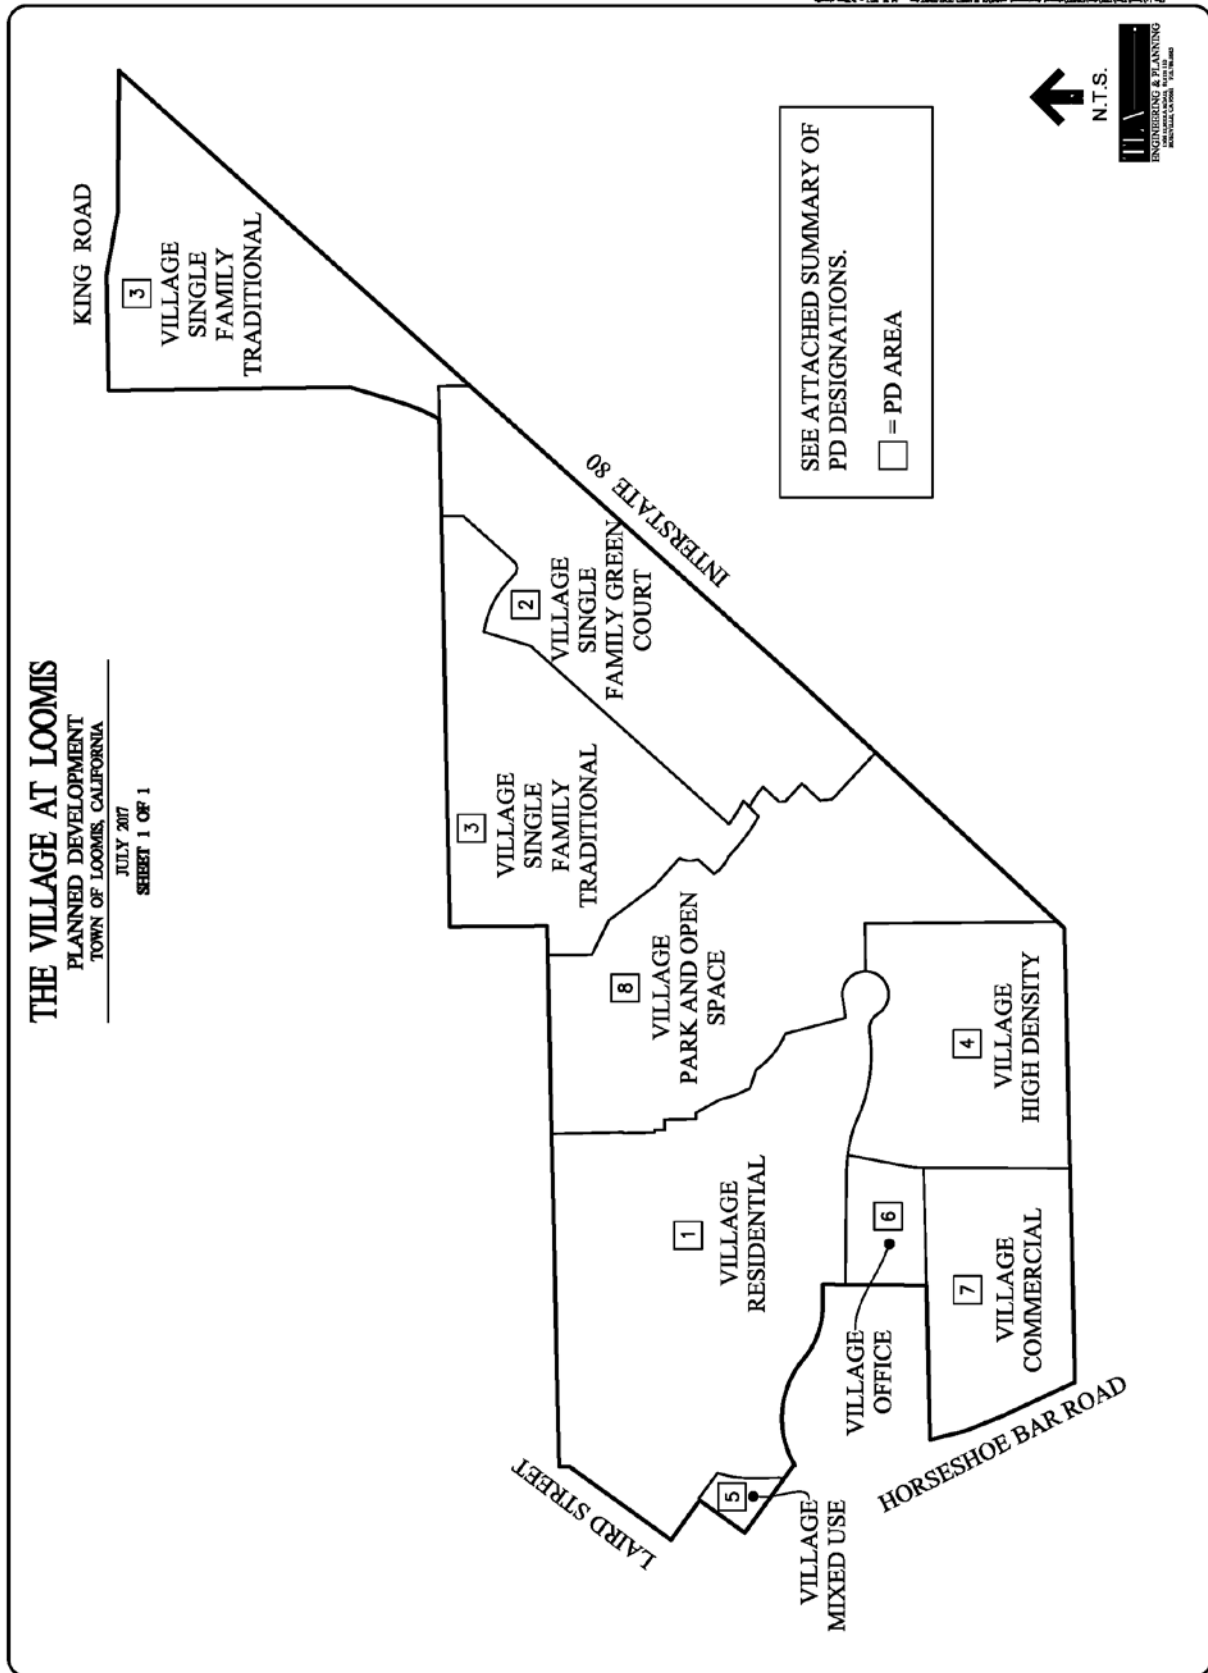 THE VILLAGE AT LOOMIS
PLANNED DEVELOPMENT
TOWN OF LOOMIS, CALIFORNIA
JULY 2017
SHEET 1 OF 1
KING ROAD
3
VILLAGE
SINGLE
FAMILY
TRADITIONAL
2
VILLAGE
SINGLE
FAMILY GREEN
COURT
INTERSTATE 80
3
VILLAGE
SINGLE
FAMILY
TRADITIONAL
8
VILLAGE
PARK AND OPEN
SPACE
1
VILLAGE
RESIDENTIAL
4
VILLAGE
HIGH DENSITY
6
VILLAGE
OFFICE
7
VILLAGE
COMMERCIAL
5
VILLAGE
MIXED USE
LAIRD STREET
HORSESHOE BAR ROAD
SEE ATTACHED SUMMARY OF
PD DESIGNATIONS.
= PD AREA
N.T.S.
TLA
ENGINEERING & PLANNING